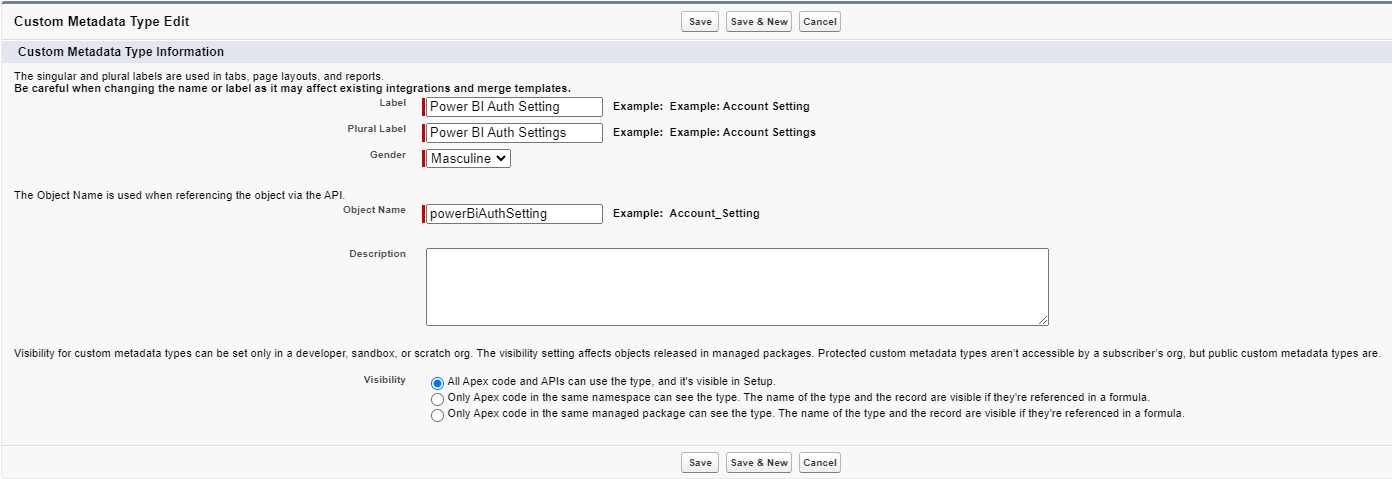 Custom Metadata Type Edit
Save
Save & New
Cancel
Custom Metadata Type Information
The singular and plural labels are used in tabs, page layouts, and reports.
Be careful when changing the name or label as it may affect existing integrations and merge templates.
Label Power BI Auth Setting Example: Example: Account Setting
Plural Label Power BI Auth Settings Example: Example: Account Settings
Gender Masculine
The Object Name is used when referencing the object via the API.
Object Name powerBiAuthSetting Example: Account_Setting
Description
Visibility for custom metadata types can be set only in a developer, sandbox, or scratch org. The visibility setting affects objects released in managed packages. Protected custom metadata types aren't accessible by a subscriber's org, but public custom metadata types are.
Visibility All Apex code and APIs can use the type, and it's visible in Setup.
Only Apex code in the same namespace can see the type. The name of the type and the record are visible if they're referenced in a formula.
Only Apex code in the same managed package can see the type. The name of the type and the record are visible if they're referenced in a formula.
Save
Save & New
Cancel